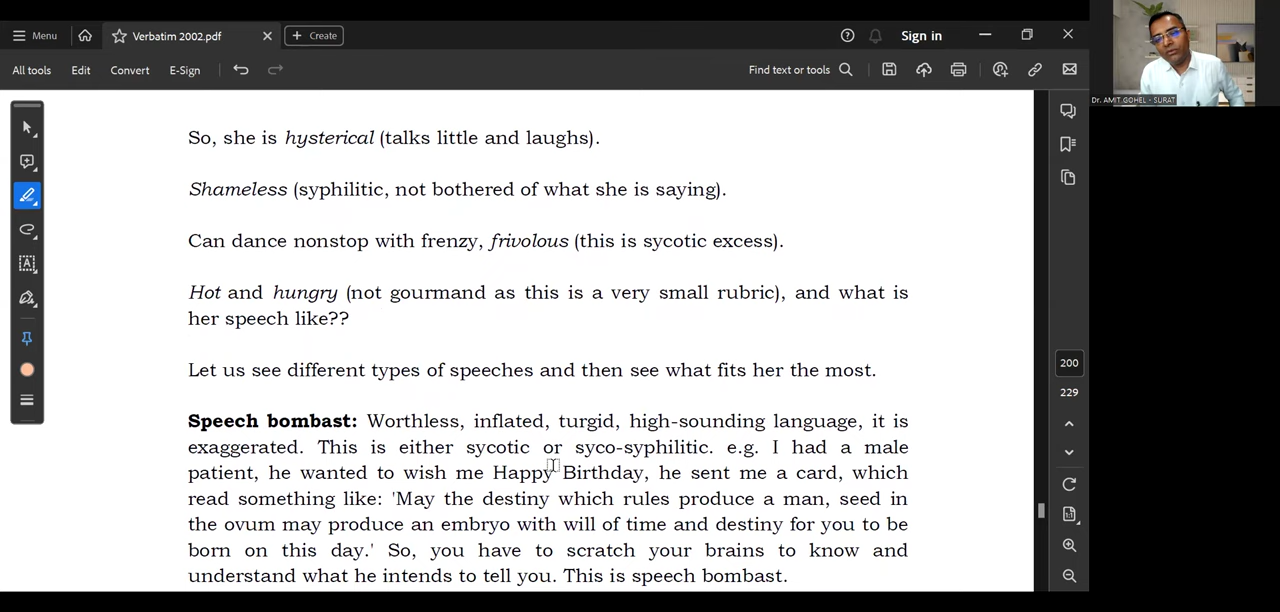 Menu
Verbatim 2002.pdf
Create
Sign in
All tools
Edit
Convert
E-Sign
Find text or tools
Dr. AMIT GOHEL - SURAT
So, she is hysterical (talks little and laughs).
Shameless (syphilitic, not bothered of what she is saying).
Can dance nonstop with frenzy, frivolous (this is sycotic excess).
Hot and hungry (not gourmand as this is a very small rubric), and what is
her speech like??
Let us see different types of speeches and then see what fits her the most.
Speech bombast: Worthless, inflated, turgid, high-sounding language, it is
exaggerated. This is either sycotic or syco-syphilitic. e.g. I had a male
patient, he wanted to wish me Happy Birthday, he sent me a card, which
read something like: 'May the destiny which rules produce a man, seed in
the ovum may produce an embryo with will of time and destiny for you to be
born on this day.' So, you have to scratch your brains to know and
understand what he intends to tell you. This is speech bombast.
200
229
1:1